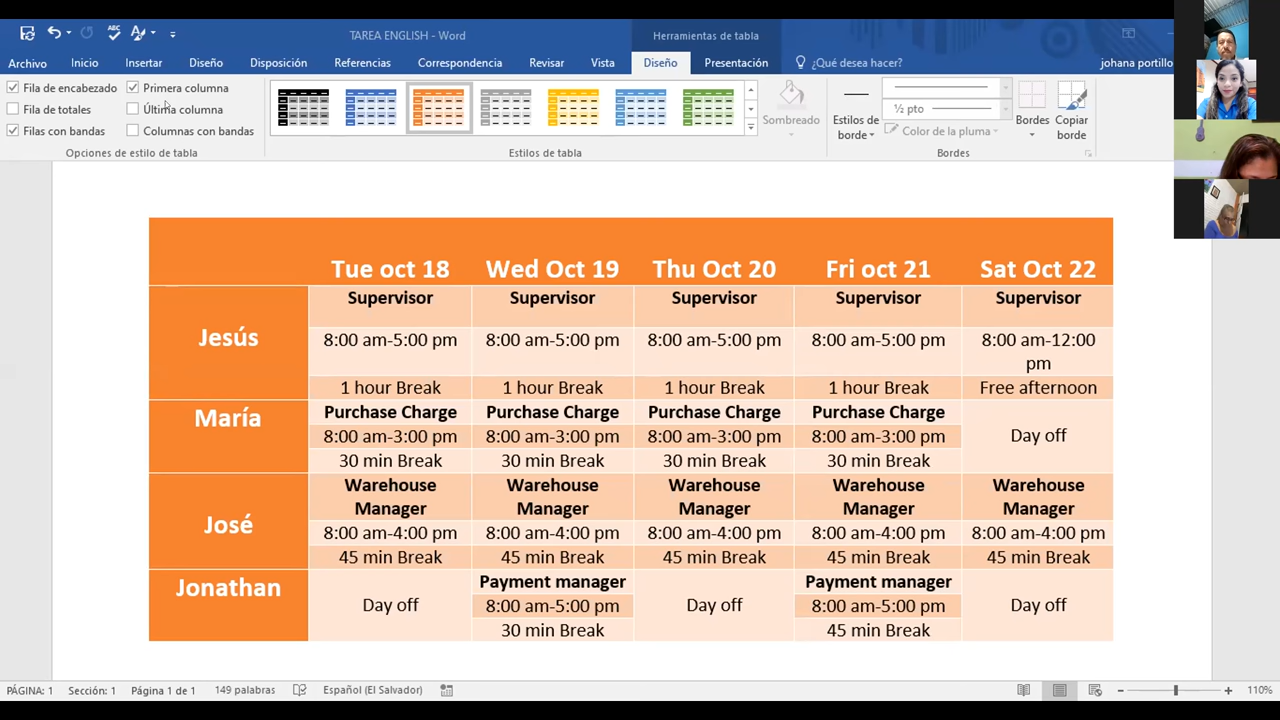 TAREA ENGLISH - Word
Herramientas de tabla
Archivo Inicio Insertar Diseño Disposición Referencias Correspondencia Revisar Vista Diseño Presentación ¿Qué desea hacer? johana portillo
Fila de encabezado Primera columna
Fila de totales Última columna
Filas con bandas Columnas con bandas
Opciones de estilo de tabla
Estilos de tabla
Sombreado
Estilos de borde
½ pto
Color de la pluma
Bordes
Copiar borde
Bordes
Tue oct 18 Wed Oct 19 Thu Oct 20 Fri oct 21 Sat Oct 22
Jesús
Supervisor Supervisor Supervisor Supervisor Supervisor
8:00 am-5:00 pm 8:00 am-5:00 pm 8:00 am-5:00 pm 8:00 am-5:00 pm 8:00 am-12:00
pm
1 hour Break 1 hour Break 1 hour Break 1 hour Break Free afternoon
María
Purchase Charge Purchase Charge Purchase Charge Purchase Charge
8:00 am-3:00 pm 8:00 am-3:00 pm 8:00 am-3:00 pm 8:00 am-3:00 pm Day off
30 min Break 30 min Break 30 min Break 30 min Break
José
Warehouse Warehouse Warehouse Warehouse Warehouse
Manager Manager Manager Manager Manager
8:00 am-4:00 pm 8:00 am-4:00 pm 8:00 am-4:00 pm 8:00 am-4:00 pm 8:00 am-4:00 pm
45 min Break 45 min Break 45 min Break 45 min Break 45 min Break
Jonathan
Payment manager Payment manager
Day off 8:00 am-5:00 pm Day off 8:00 am-5:00 pm Day off
30 min Break 45 min Break
PÁGINA: 1 Sección: 1 Página 1 de 1 149 palabras Español (El Salvador) 110%